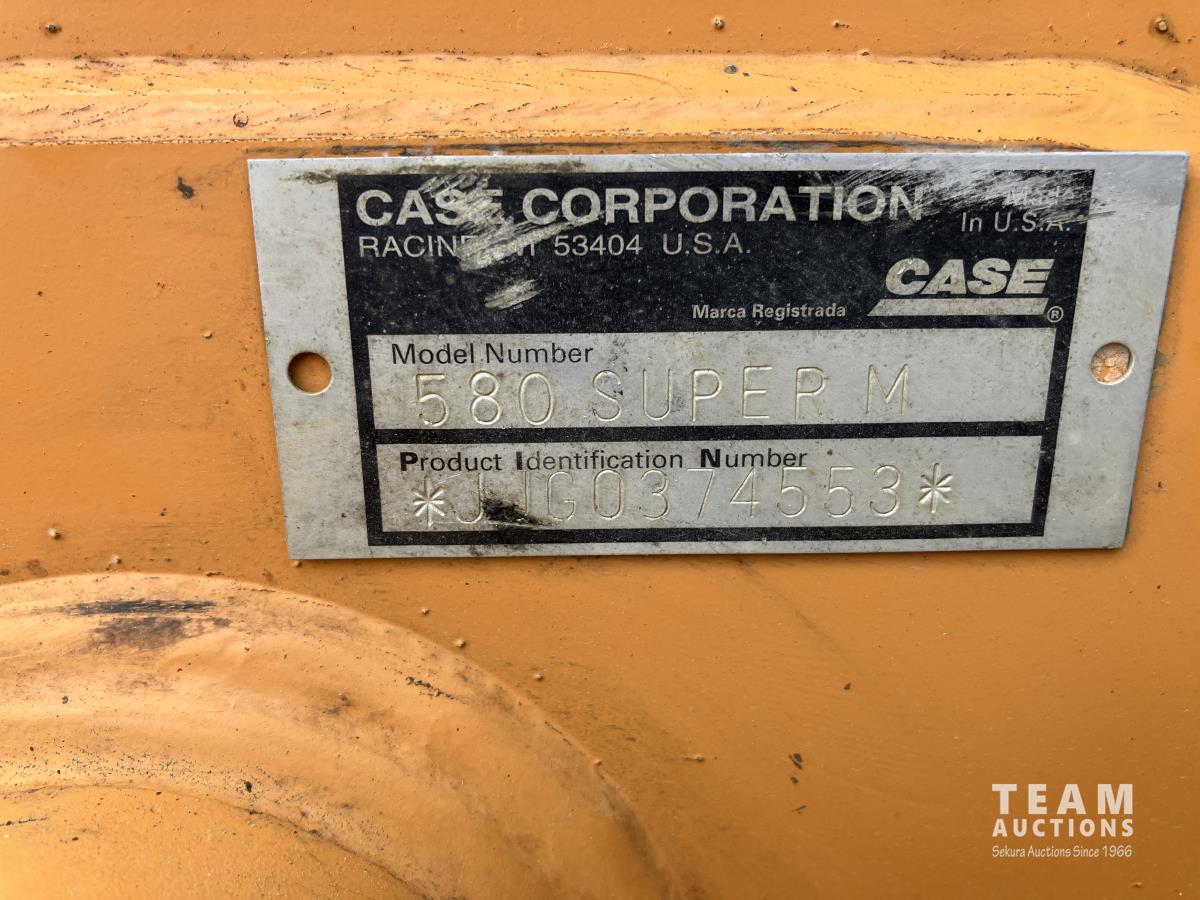 CASE CORPORATION
Made
In U.S.A.
RACINE 53404 U.S.A.
CASE
Marca Registrada ®
Model Number
580 SUPER M
Product Identification Number
*JJG0374553*
TEAM
AUCTIONS
Sekura Auctions Since 1966